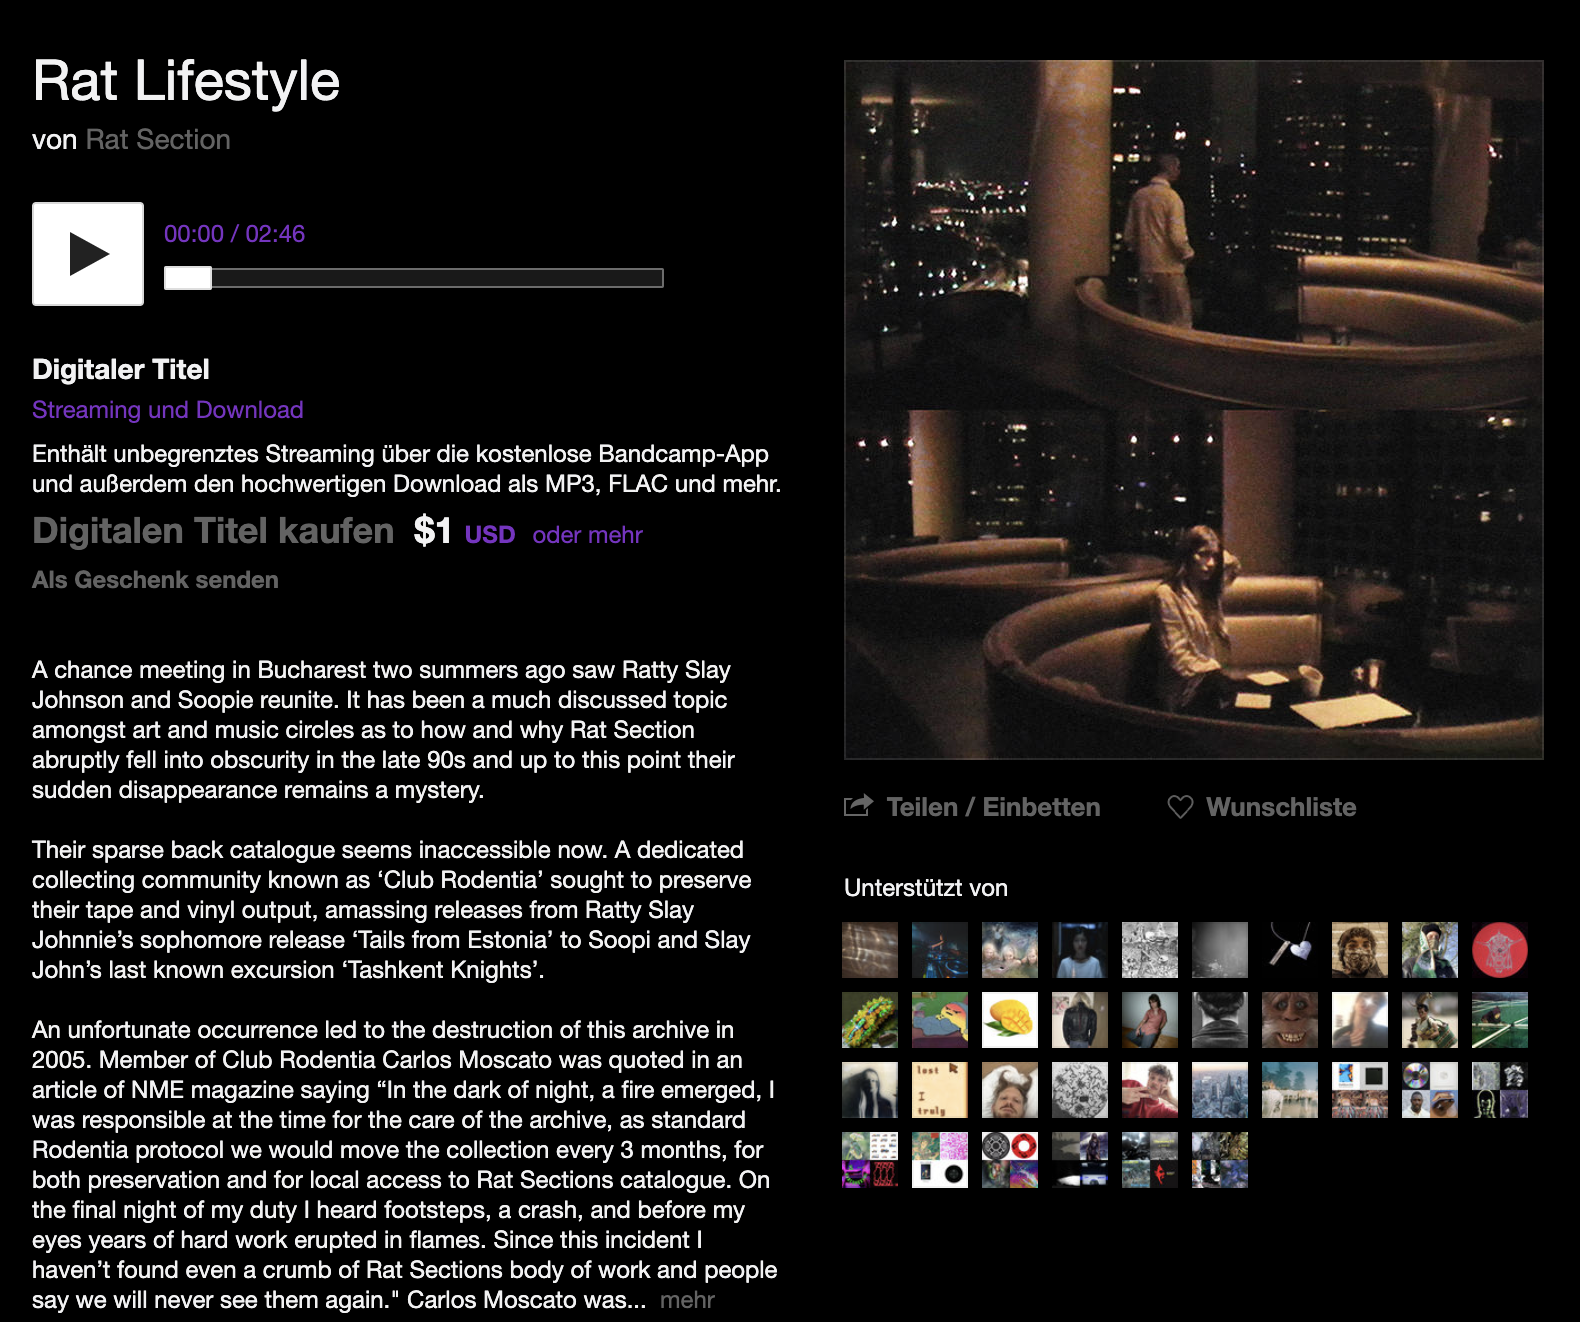 Rat Lifestyle
von Rat Section
00:00 / 02:46
Digitaler Titel
Streaming und Download
Enthält unbegrenztes Streaming über die kostenlose Bandcamp-App
und außerdem den hochwertigen Download als MP3, FLAC und mehr.
Digitalen Titel kaufen $1 USD oder mehr
Als Geschenk senden
A chance meeting in Bucharest two summers ago saw Ratty Slay
Johnson and Soopie reunite. It has been a much discussed topic
amongst art and music circles as to how and why Rat Section
abruptly fell into obscurity in the late 90s and up to this point their
sudden disappearance remains a mystery.
Their sparse back catalogue seems inaccessible now. A dedicated
collecting community known as ‘Club Rodentia’ sought to preserve
their tape and vinyl output, amassing releases from Ratty Slay
Johnnie’s sophomore release ‘Tails from Estonia’ to Soopi and Slay
John’s last known excursion ‘Tashkent Knights’.
An unfortunate occurrence led to the destruction of this archive in
2005. Member of Club Rodentia Carlos Moscato was quoted in an
article of NME magazine saying “In the dark of night, a fire emerged, I
was responsible at the time for the care of the archive, as standard
Rodentia protocol we would move the collection every 3 months, for
both preservation and for local access to Rat Sections catalogue. On
the final night of my duty I heard footsteps, a crash, and before my
eyes years of hard work erupted in flames. Since this incident I
haven’t found even a crumb of Rat Sections body of work and people
say we will never see them again." Carlos Moscato was... mehr
Teilen / Einbetten
Wunschliste
Unterstützt von
lost
I
truly